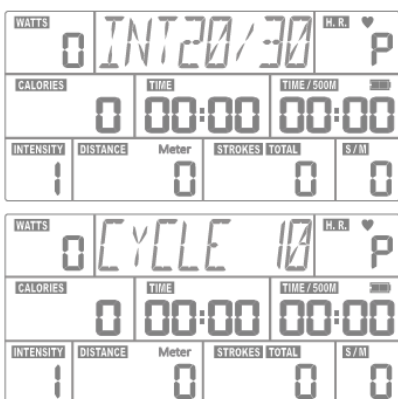 WATTS 0 INT20/30 H.R. P
CALORIES 0 TIME 00:00 TIME/500M 00:00
INTENSITY 1 DISTANCE Meter 0 STROKES TOTAL 0 S/M 0
WATTS 0 CYCLE 10 H.R. P
CALORIES 0 TIME 00:00 TIME/500M 00:00
INTENSITY 1 DISTANCE Meter 0 STROKES TOTAL 0 S/M 0